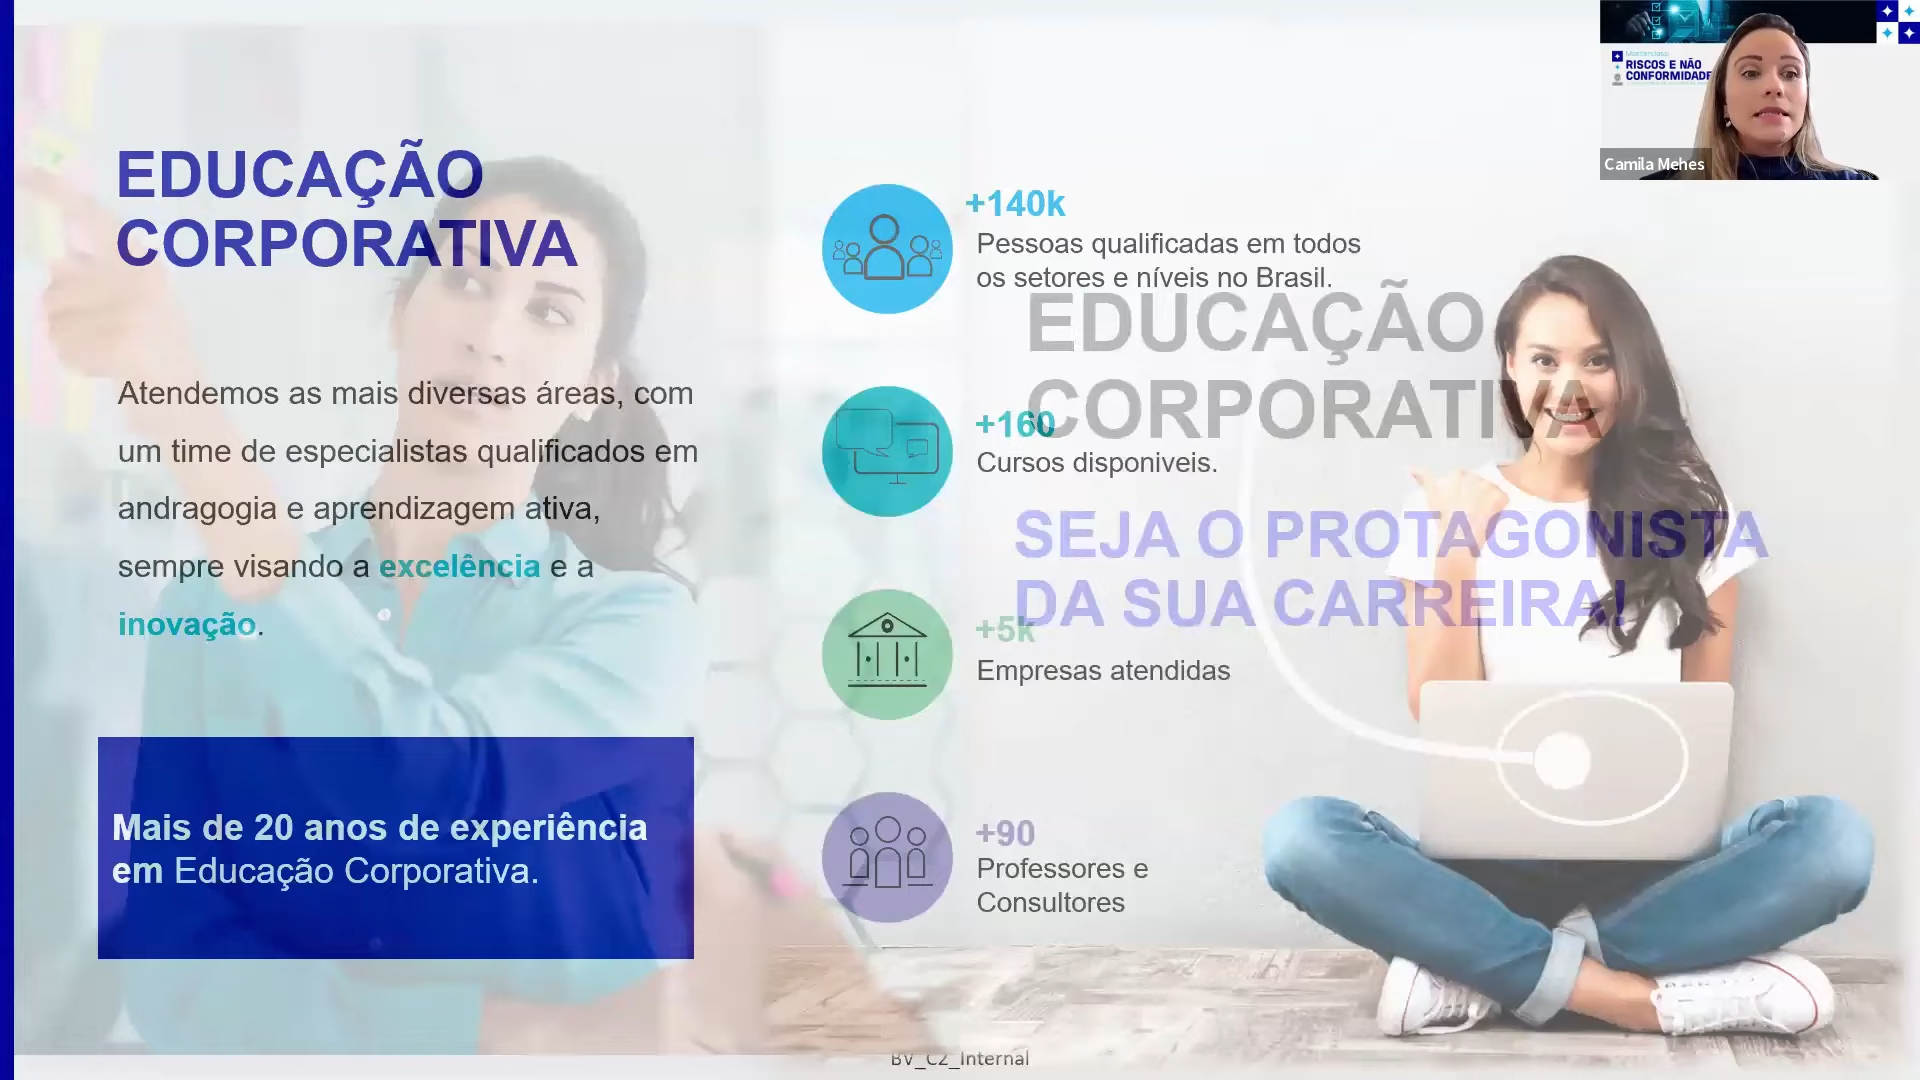 EDUCAÇÃO
CORPORATIVA
Atendemos as mais diversas áreas, com
um time de especialistas qualificados em
andragogia e aprendizagem ativa,
sempre visando a excelência e a
inovação.
Mais de 20 anos de experiência
em Educação Corporativa.
+140k
Pessoas qualificadas em todos
os setores e níveis no Brasil.
+160
Cursos disponiveis.
+5k
Empresas atendidas
+90
Professores e
Consultores
EDUCAÇÃO
CORPORATIVA
SEJA O PROTAGONISTA
DA SUA CARREIRA!
Masterclass
RISCOS E NÃO
CONFORMIDADE
Camila Mehes
BV_C2_Internal